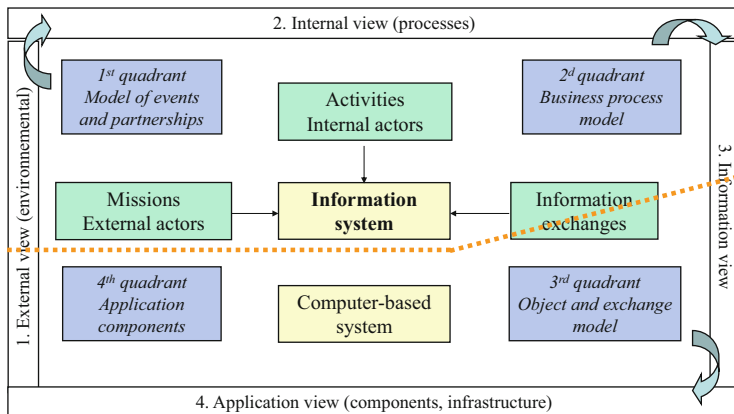 2. Internal view (processes)
1. External view (environnemental)
1st quadrant
Model of events
and partnerships
Activities
Internal actors
2d quadrant
Business process
model
3. Information view
Missions
External actors
Information
system
Information
exchanges
4th quadrant
Application
components
Computer-based
system
3rd quadrant
Object and exchange
model
4. Application view (components, infrastructure)